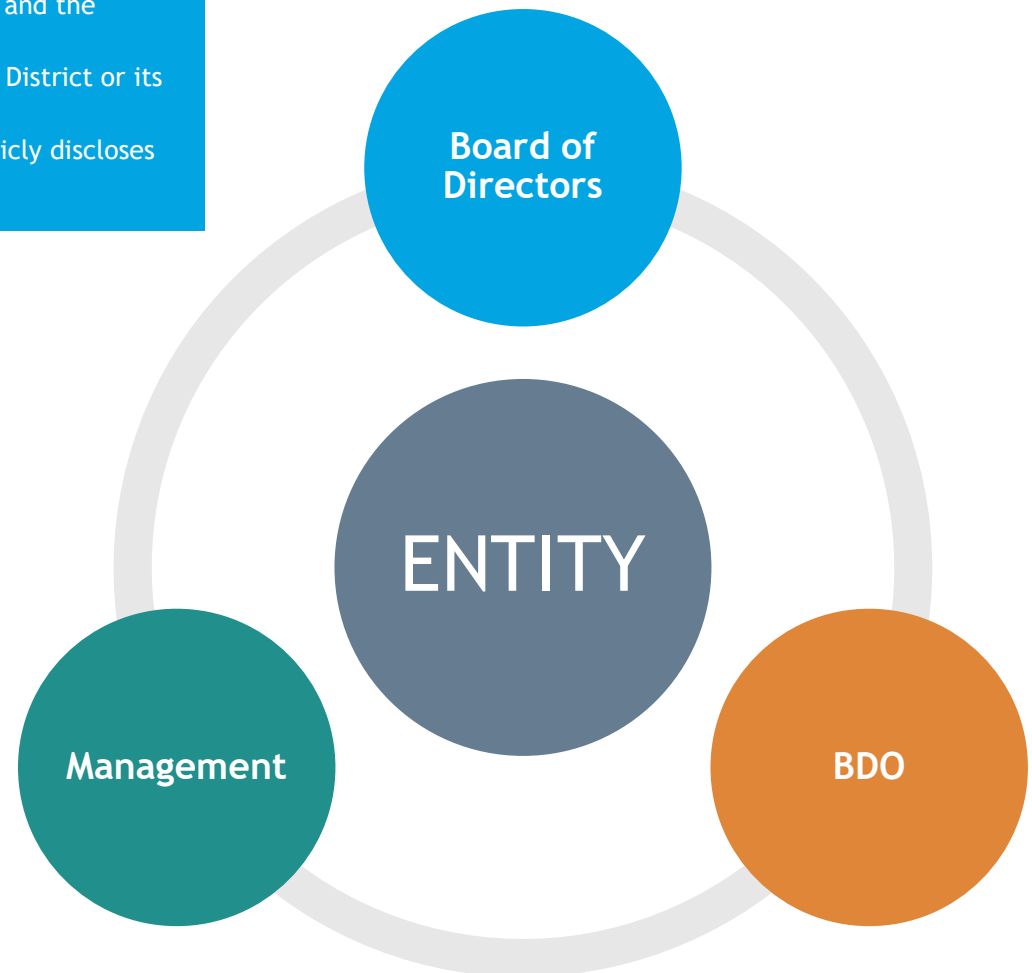 and the
District or its
icly discloses
Board of
Directors
ENTITY
Management
BDO